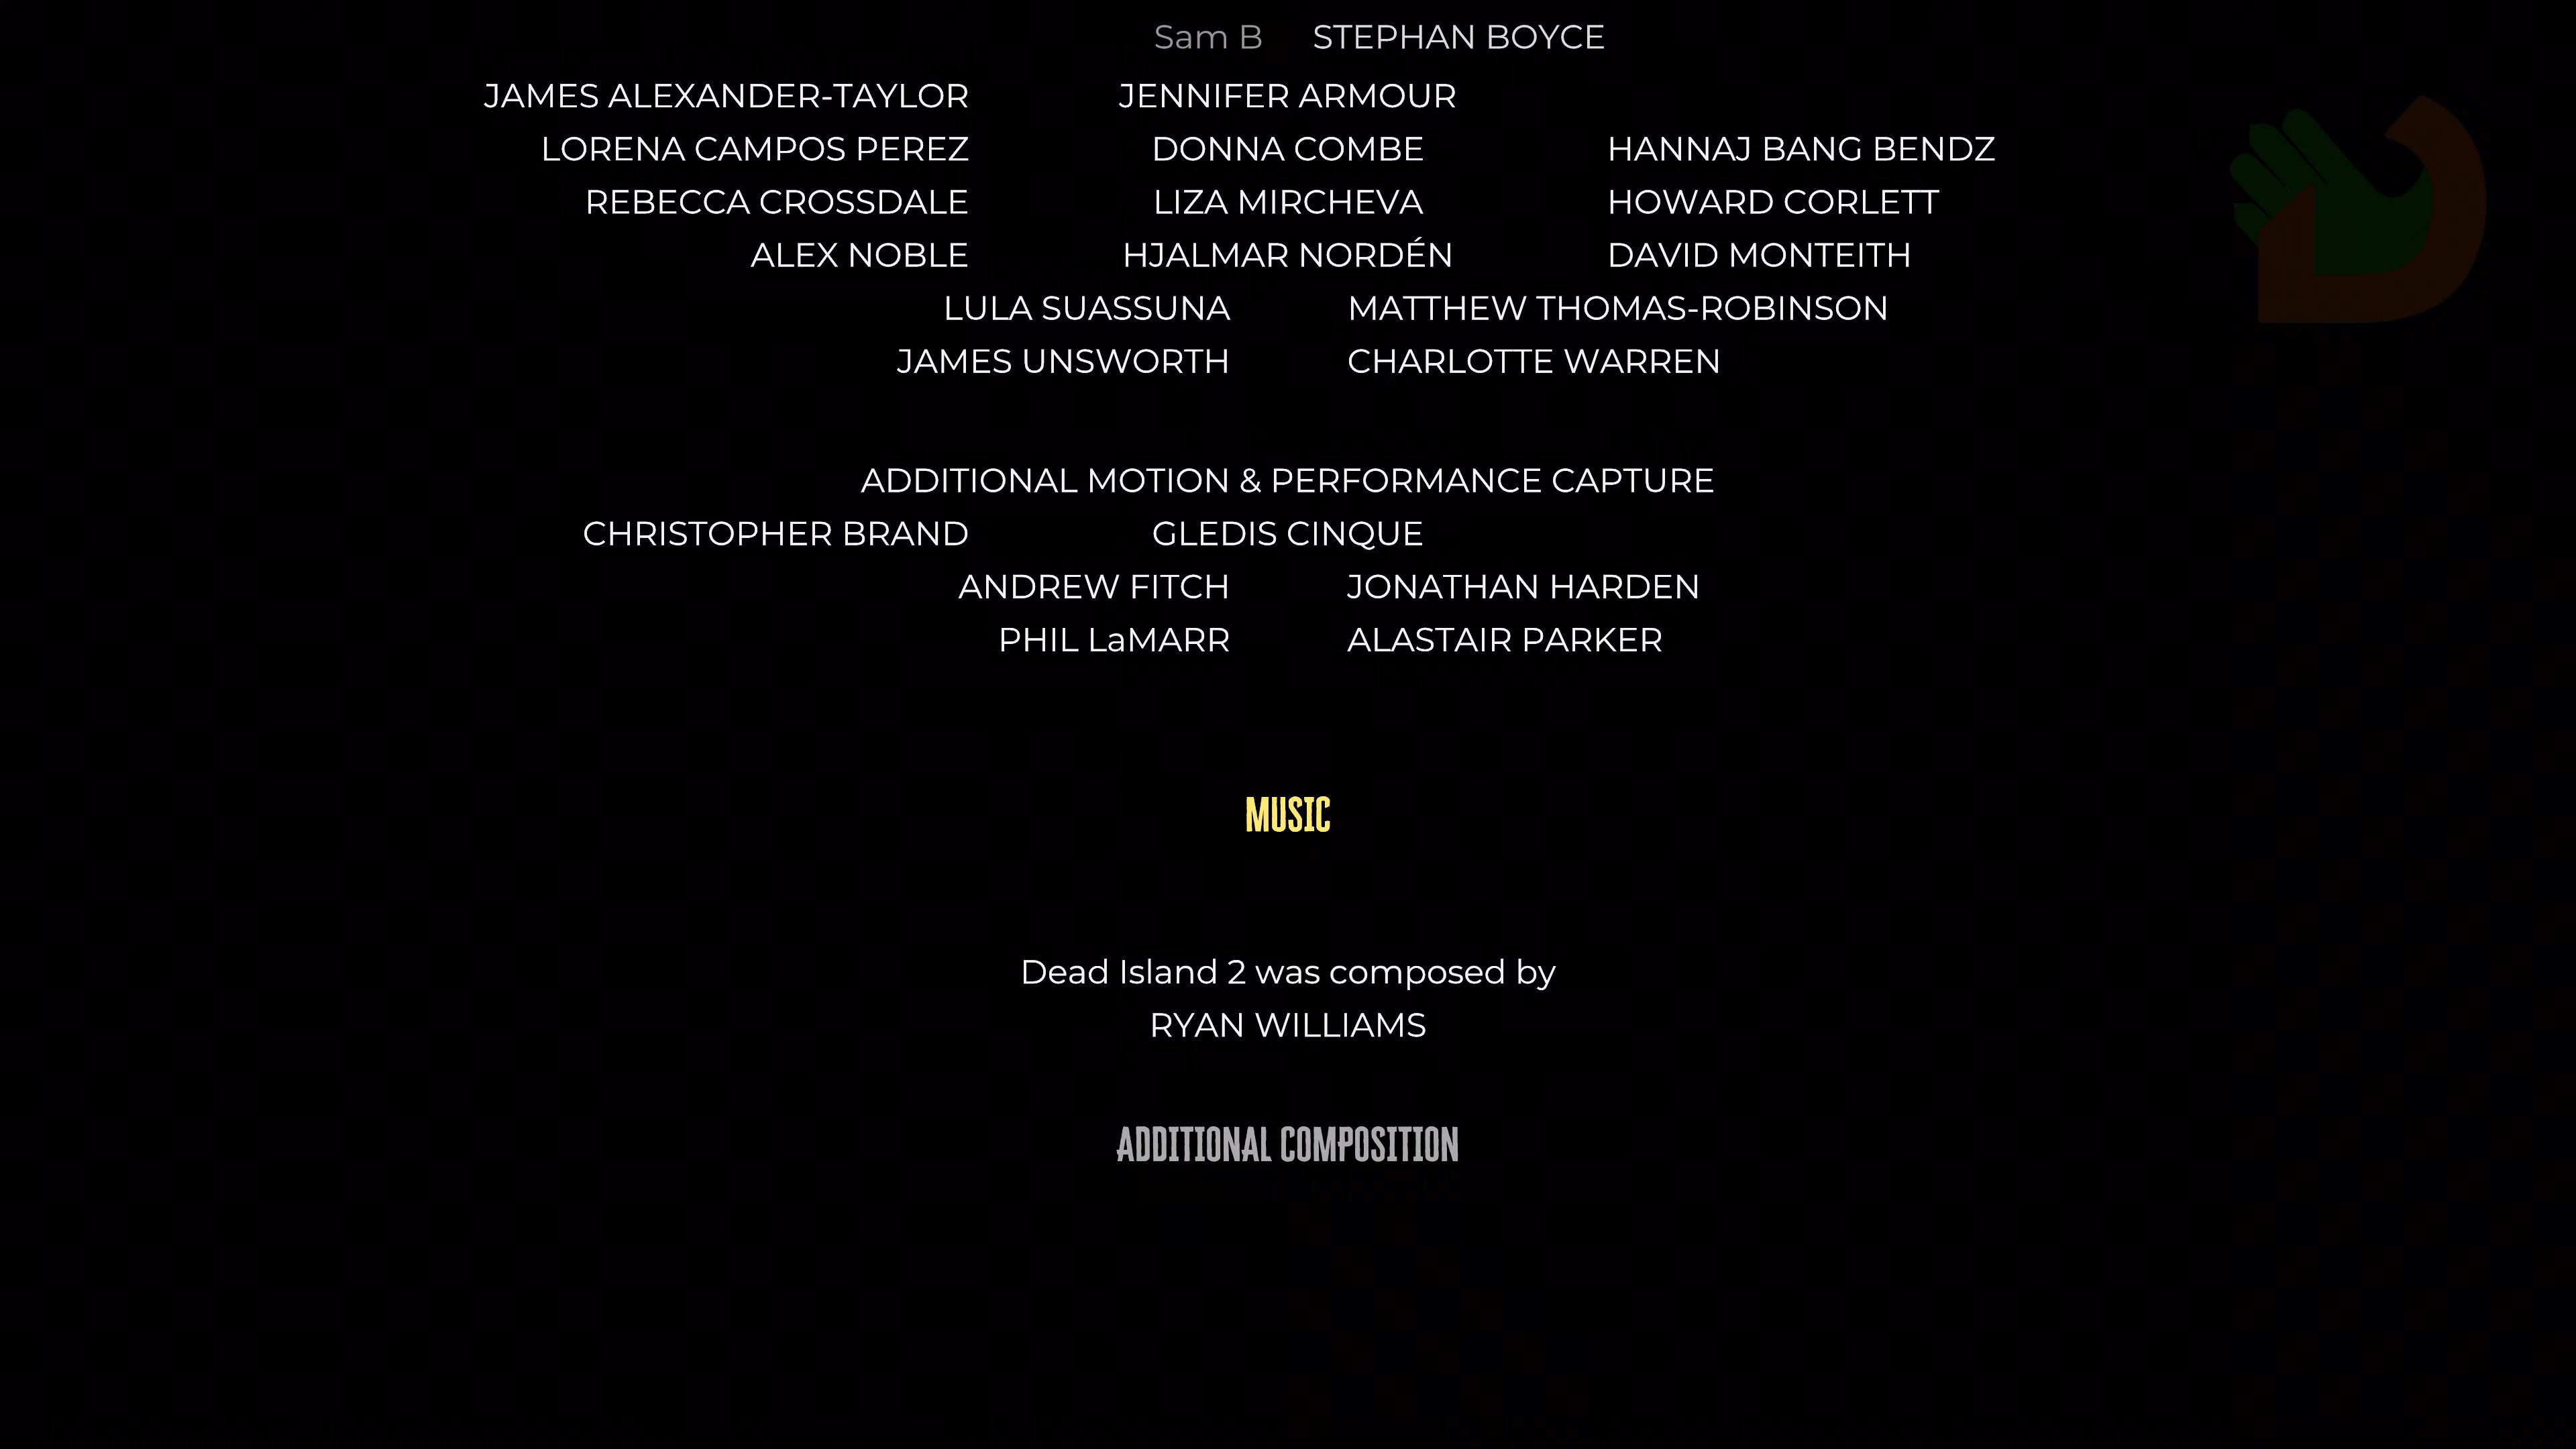 Sam B STEPHAN BOYCE
JAMES ALEXANDER-TAYLOR JENNIFER ARMOUR
LORENA CAMPOS PEREZ DONNA COMBE HANNAJ BANG BENDZ
REBECCA CROSSDALE LIZA MIRCHEVA HOWARD CORLETT
ALEX NOBLE HJALMAR NORDÉN DAVID MONTEITH
LULA SUASSUNA MATTHEW THOMAS-ROBINSON
JAMES UNSWORTH CHARLOTTE WARREN
ADDITIONAL MOTION & PERFORMANCE CAPTURE
CHRISTOPHER BRAND GLEDIS CINQUE
ANDREW FITCH JONATHAN HARDEN
PHIL LaMARR ALASTAIR PARKER
MUSIC
Dead Island 2 was composed by
RYAN WILLIAMS
ADDITIONAL COMPOSITION